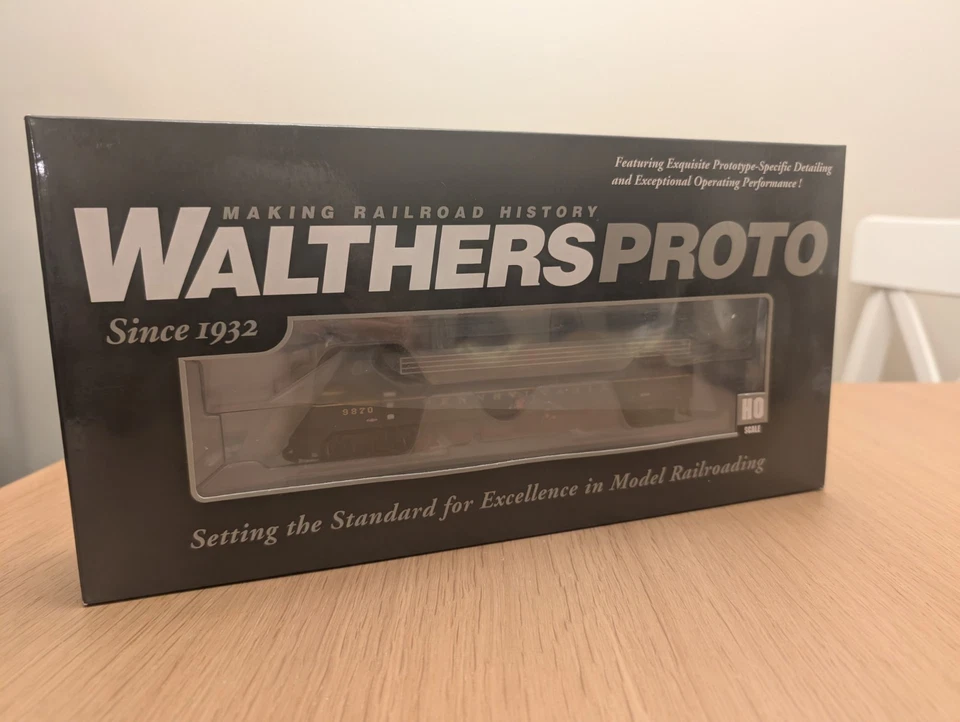 Featuring Exquisite Prototype-Specific Detailing
and Exceptional Operating Performance!
MAKING RAILROAD HISTORY
WALTHERSPROTO
Since 1932
9820
HO
SCALE
Setting the Standard for Excellence in Model Railroading